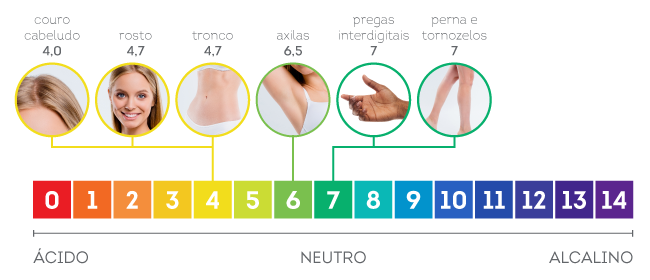 couro
cabeludo
4,0
rosto
4,7
tronco
4,7
axilas
6,5
pregas
interdigitais
7
perna e
tornozelos
7
0 1 2 3 4 5 6 7 8 9 10 11 12 13 14
ÁCIDO NEUTRO ALCALINO